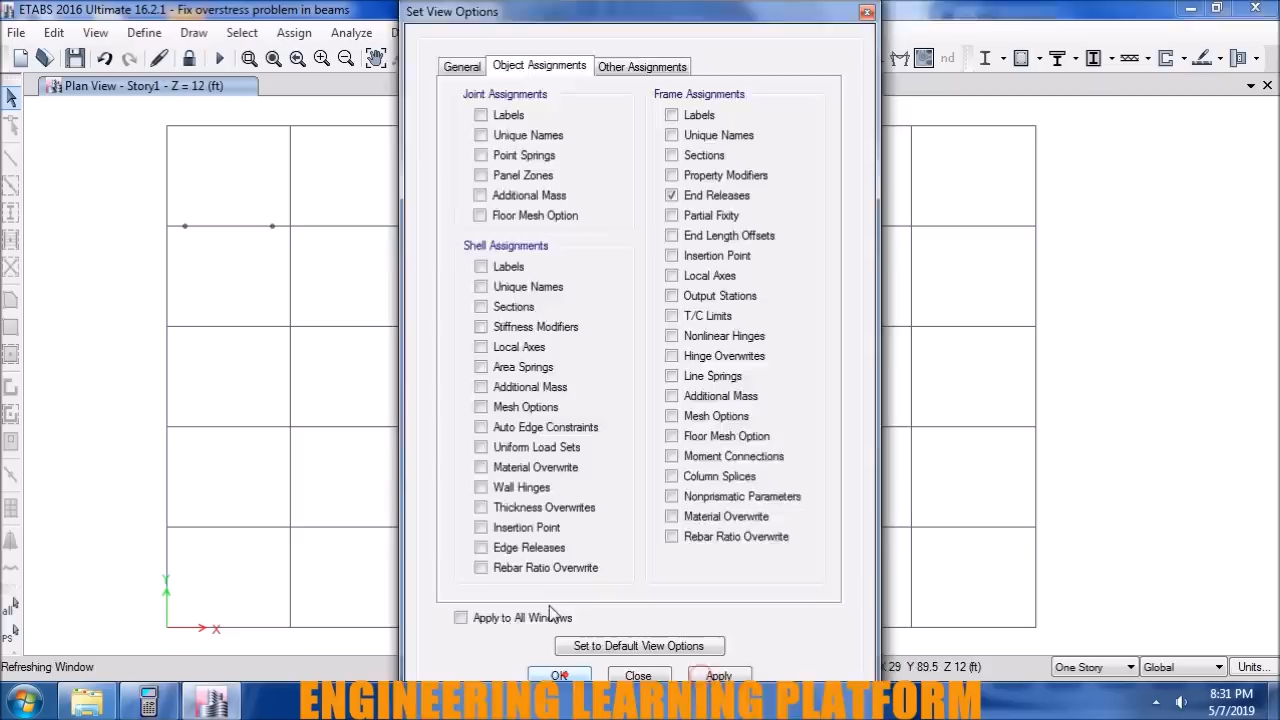 ETABS 2016 Ultimate 16.2.1 - Fix overstress problem in beams
Set View Options
File Edit View Define Draw Select Assign Analyze
nd
Plan View - Story1 - Z = 12 (ft)
General Object Assignments Other Assignments
Joint Assignments
Labels
Unique Names
Point Springs
Panel Zones
Additional Mass
Floor Mesh Option
Shell Assignments
Labels
Unique Names
Sections
Stiffness Modifiers
Local Axes
Area Springs
Additional Mass
Mesh Options
Auto Edge Constraints
Uniform Load Sets
Material Overwrite
Wall Hinges
Thickness Overwrites
Insertion Point
Edge Releases
Rebar Ratio Overwrite
Frame Assignments
Labels
Unique Names
Sections
Property Modifiers
End Releases
Partial Fixity
End Length Offsets
Insertion Point
Local Axes
Output Stations
T/C Limits
Nonlinear Hinges
Hinge Overwrites
Line Springs
Additional Mass
Mesh Options
Floor Mesh Option
Moment Connections
Column Splices
Nonprismatic Parameters
Material Overwrite
Rebar Ratio Overwrite
Apply to All Windows
Set to Default View Options
OK Close Apply
Y
X
all
PS
Refreshing Window
X 29 Y 89.5 Z 12 (ft)
One Story Global Units...
ENGINEERING LEARNING PLATFORM
8:31 PM
5/7/2019